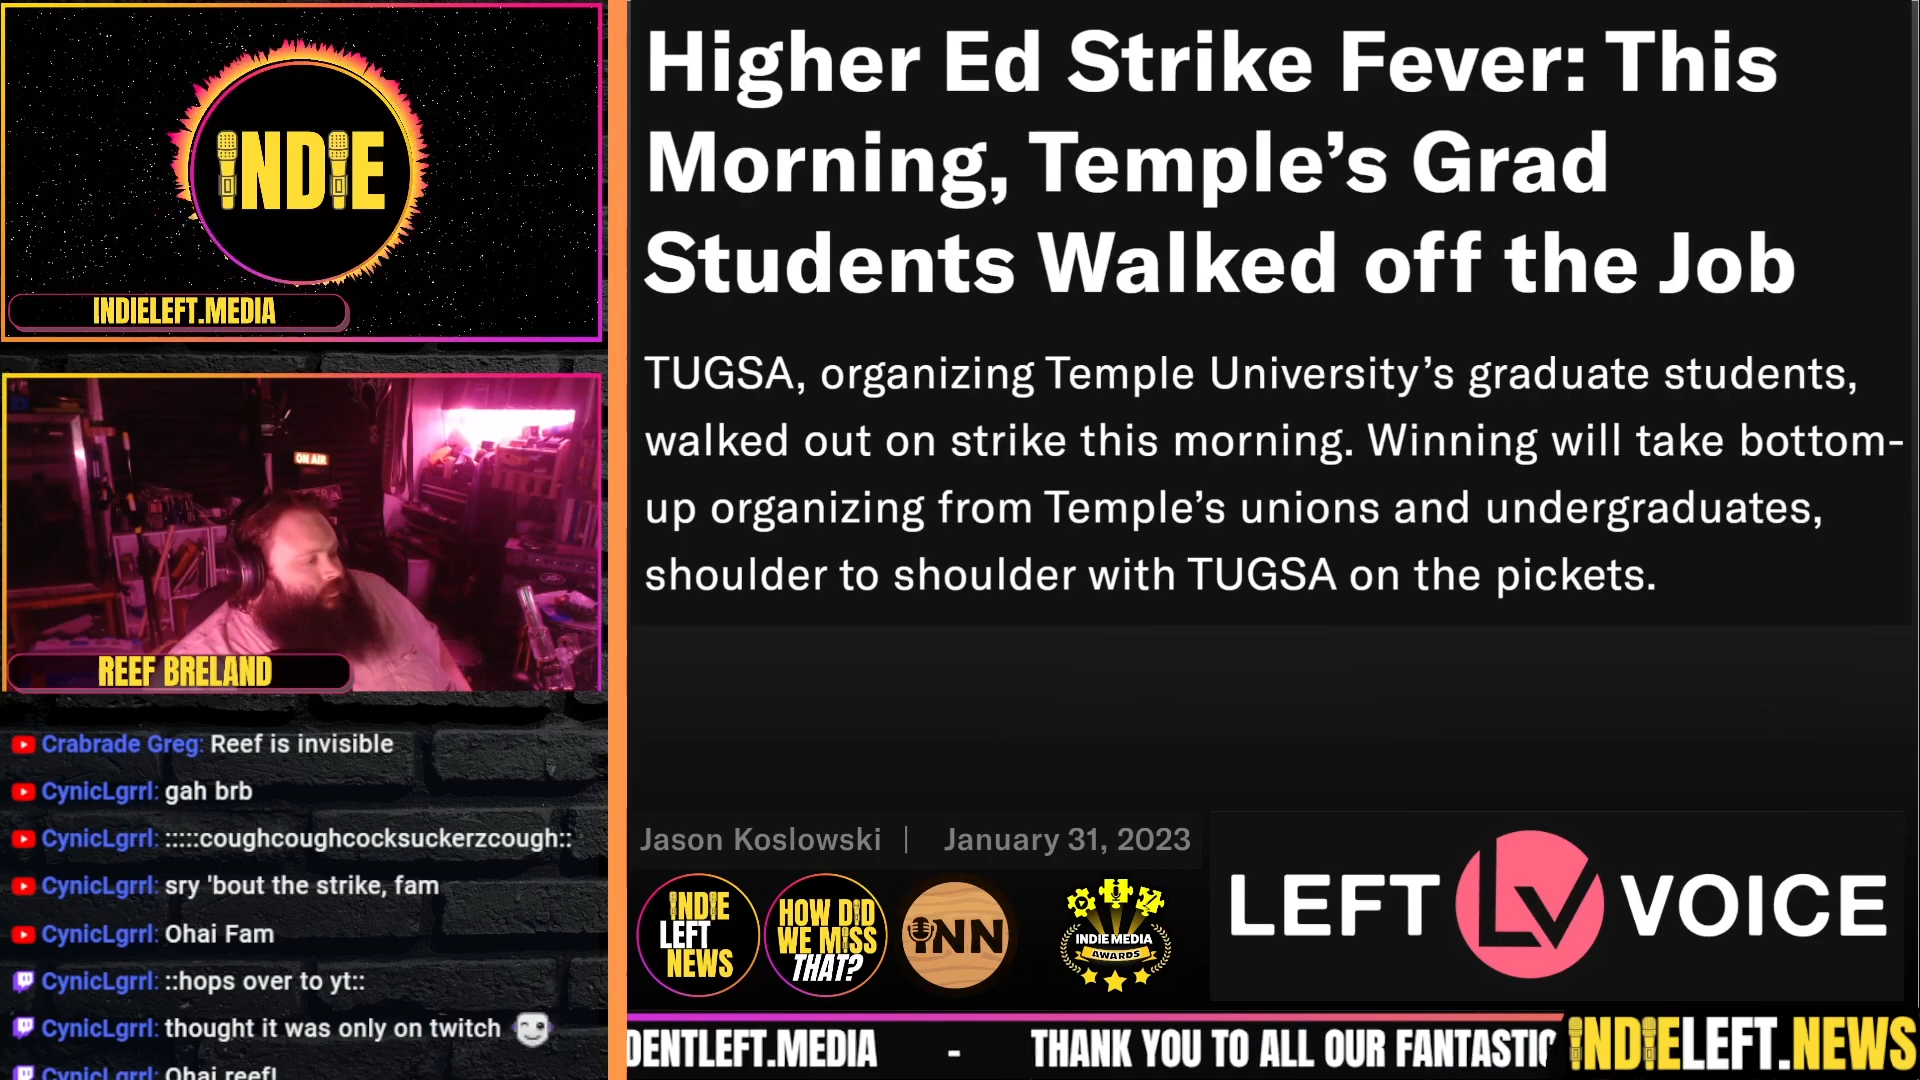 INDIE
INDIELEFT.MEDIA
ON AIR
REEF BRELAND
Crabrade Greg: Reef is invisible
CynicLgrrl: gah brb
CynicLgrrl: :::::coughcoughcocksuckerzcough::
CynicLgrrl: sry 'bout the strike, fam
CynicLgrrl: Ohai Fam
CynicLgrrl: ::hops over to yt::
CynicLgrrl: thought it was only on twitch
CynicLgrrl: Ohai reef!
Higher Ed Strike Fever: This
Morning, Temple’s Grad
Students Walked off the Job
TUGSA, organizing Temple University’s graduate students,
walked out on strike this morning. Winning will take bottom-
up organizing from Temple’s unions and undergraduates,
shoulder to shoulder with TUGSA on the pickets.
Jason Koslowski | January 31, 2023
INDIE
LEFT
NEWS
HOW DID
WE MISS
THAT?
INN
INDIE MEDIA
AWARDS
LEFT LV VOICE
DENTLEFT.MEDIA - THANK YOU TO ALL OUR FANTASTIC
INDIELEFT.NEWS